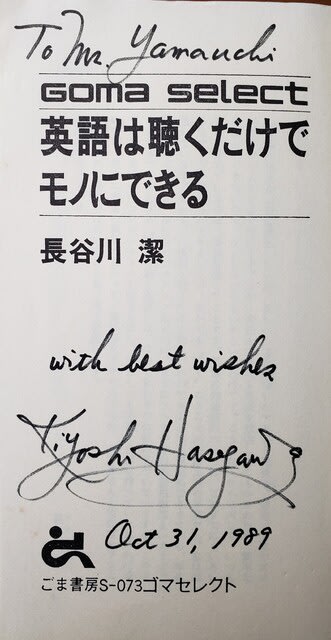 To Mr. Yamauchi
Goma select
英語は聴くだけで
モノにできる
長谷川 潔
with best wishes
Kiyoshi Hasegawa
Oct 31, 1989
ごま書房S-073ゴマセレクト